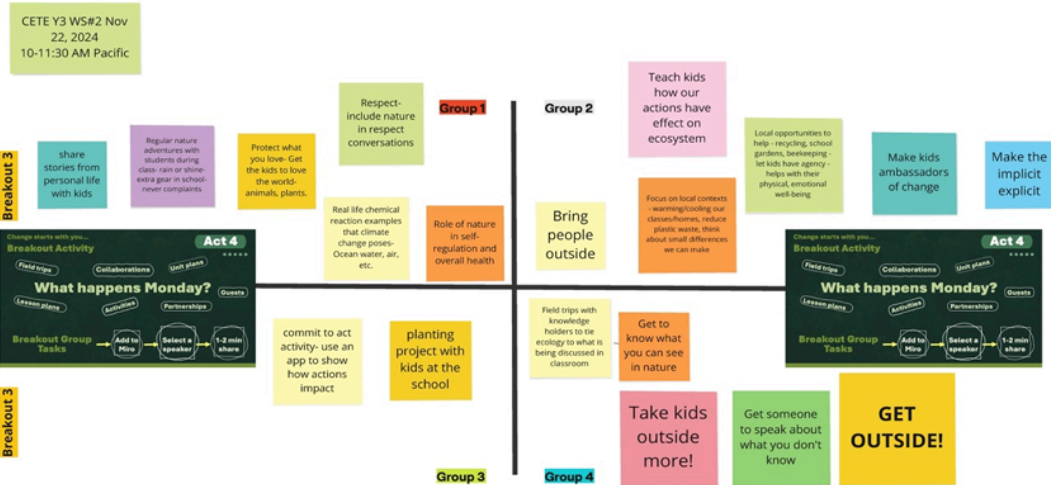 CETE Y3 WS#2 Nov
22, 2024
10-11:30 AM Pacific
Group 1
Breakout 3
share
stories from
personal life
with kids
Regular nature
adventures with
students during
class- rain or shine-
extra gear in school-
never complaints
Protect what
you love- Get
the kids to love
the world-
animals, plants.
Respect-
include nature
in respect
conversations
Real life chemical
reaction examples
that climate
change poses-
Ocean water, air,
etc.
Role of nature
in self-
regulation and
overall health
Group 2
Teach kids
how our
actions have
effect on
ecosystem
Local opportunities to
help - recycling, school
gardens, beekeeping -
let kids have agency -
helps with their
physical, emotional
well-being
Make kids
ambassadors
of change
Make the
implicit
explicit
Bring
people
outside
Focus on local contexts
- warming/cooling our
classes/homes, reduce
plastic waste, think
about small differences
we can make
Change starts with you...
Breakout Activity
Act 4
Field trips
Collaborations
Unit plans
What happens Monday?
Guests
Lesson plans
Activities
Partnerships
Breakout Group
Tasks
Add to
Miro
Select a
speaker
1-2 min
share
Change starts with you...
Breakout Activity
Act 4
Field trips
Collaborations
Unit plans
What happens Monday?
Guests
Lesson plans
Activities
Partnerships
Breakout Group
Tasks
Add to
Miro
Select a
speaker
1-2 min
share
Breakout 3
commit to act
activity- use an
app to show
how actions
impact
planting
project with
kids at the
school
Group 3
Field trips with
knowledge
holders to tie
ecology to what is
being discussed in
classroom
Get to
know what
you can see
in nature
Take kids
outside
more!
Get someone
to speak about
what you don't
know
GET
OUTSIDE!
Group 4